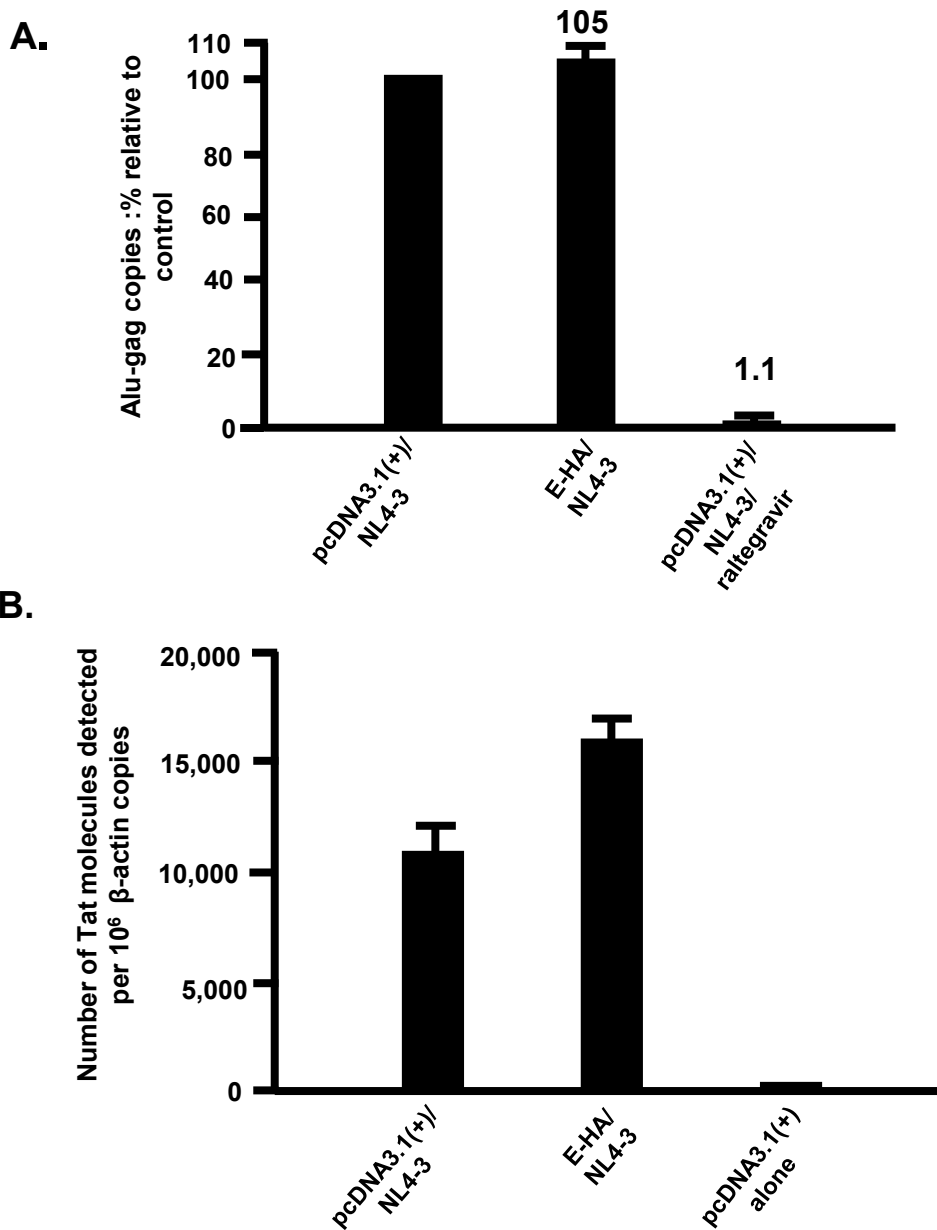 A.
105
110
100
80
60
40
20
0
1.1
Alu-gag copies :% relative to
control
pcDNA3.1(+)/
NL4-3
E-HA/
NL4-3
pcDNA3.1(+)/
NL4-3/
raltegravir
B.
20,000
15,000
10,000
5,000
0
Number of Tat molecules detected
per 10⁶ β-actin copies
pcDNA3.1(+)/
NL4-3
E-HA/
NL4-3
pcDNA3.1(+)
alone